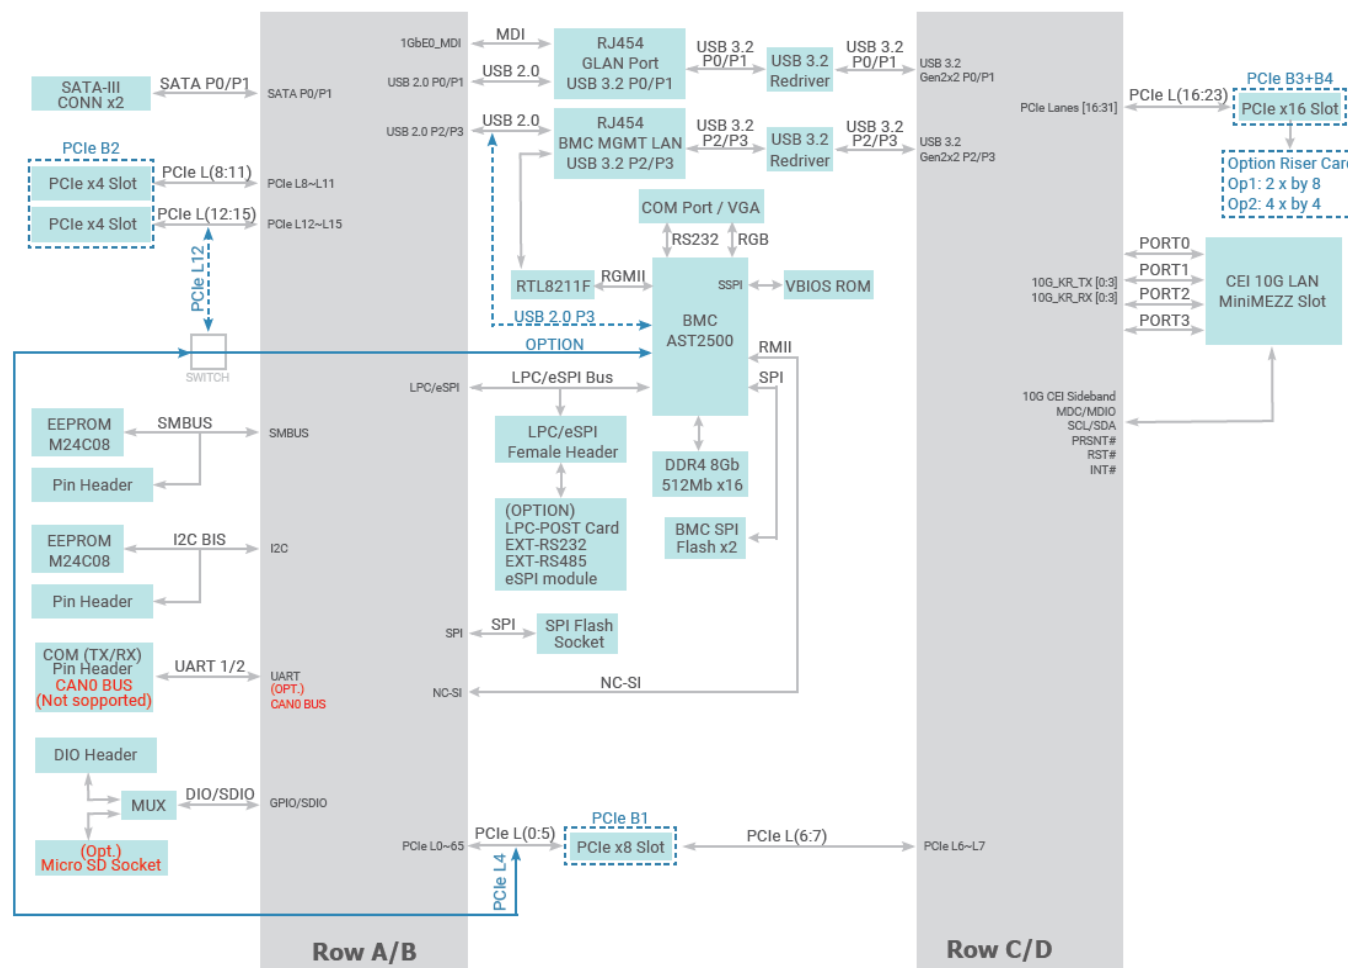 SATA-III
CONN x2
SATA P0/P1
SATA P0/P1
PCIe B2
PCIe x4 Slot
PCIe L(8:11)
PCIe L8~L11
PCIe x4 Slot
PCIe L(12:15)
PCIe L12~L15
PCIe L12
SWITCH
EEPROM
M24C08
SMBUS
SMBUS
Pin Header
EEPROM
M24C08
I2C BIS
I2C
Pin Header
COM (TX/RX)
Pin Header
CAN0 BUS
(Not sopported)
UART 1/2
UART
(OPT.)
CAN0 BUS
DIO Header
MUX
DIO/SDIO
GPIO/SDIO
(Opt.)
Micro SD Socket
1GbE0_MDI
MDI
USB 2.0 P0/P1
USB 2.0
RJ454
GLAN Port
USB 3.2 P0/P1
USB 3.2
P0/P1
USB 3.2
Redriver
USB 3.2
P0/P1
USB 3.2
Gen2x2 P0/P1
USB 2.0 P2/P3
USB 2.0
RJ454
BMC MGMT LAN
USB 3.2 P2/P3
USB 3.2
P2/P3
USB 3.2
Redriver
USB 3.2
P2/P3
USB 3.2
Gen2x2 P2/P3
COM Port / VGA
RS232
RGB
RTL8211F
RGMII
BMC
AST2500
SSPI
VBIOS ROM
USB 2.0 P3
OPTION
RMII
LPC/eSPI
LPC/eSPI Bus
SPI
LPC/eSPI
Female Header
DDR4 8Gb
512Mb x16
(OPTION)
LPC-POST Card
EXT-RS232
EXT-RS485
eSPI module
BMC SPI
Flash x2
SPI
SPI
SPI Flash
Socket
NC-SI
NC-SI
PCIe L0~65
PCIe L(0:5)
PCIe L4
PCIe B1
PCIe x8 Slot
PCIe L(6:7)
PCIe L6~L7
PCIe Lanes [16:31]
PCIe L(16:23)
PCIe B3+B4
PCIe x16 Slot
Option Riser Card
Op1: 2 x by 8
Op2: 4 x by 4
10G_KR_TX [0:3]
10G_KR_RX [0:3]
PORT0
PORT1
PORT2
PORT3
CEI 10G LAN
MiniMEZZ Slot
10G CEI Sideband
MDC/MDIO
SCL/SDA
PRSNT#
RST#
INT#
Row A/B
Row C/D